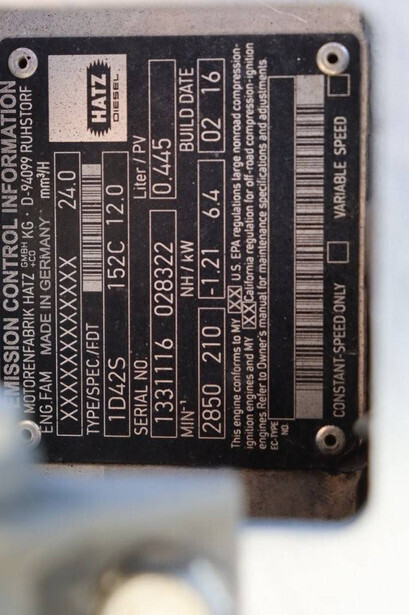 EMISSION CONTROL INFORMATION
MOTORENFABRIK HATZ GMBH +CO KG · D-94099 RUHSTORF
ENG.FAM MADE IN GERMANY mm³/H
XXXXXXXXXXXX 24.0
HATZ
DIESEL
TYPE/SPEC/FDT
1D42S 152C 12.0
SERIAL NO. Liter / PV
1331116 028322 0.445
MIN⁻¹ NH / kW BUILD DATE
2850 210 -1.21 6.4 02 16
This engine conforms to MY XX U.S. EPA regulations large nonroad compression-
ignition engines and MY XX California regulation for off-road compression-ignition
engines Refer to Owner's manual for maintenance specifications and adjustments
EC-TYPE
NO.
CONSTANT-SPEED ONLY VARIABLE SPEED